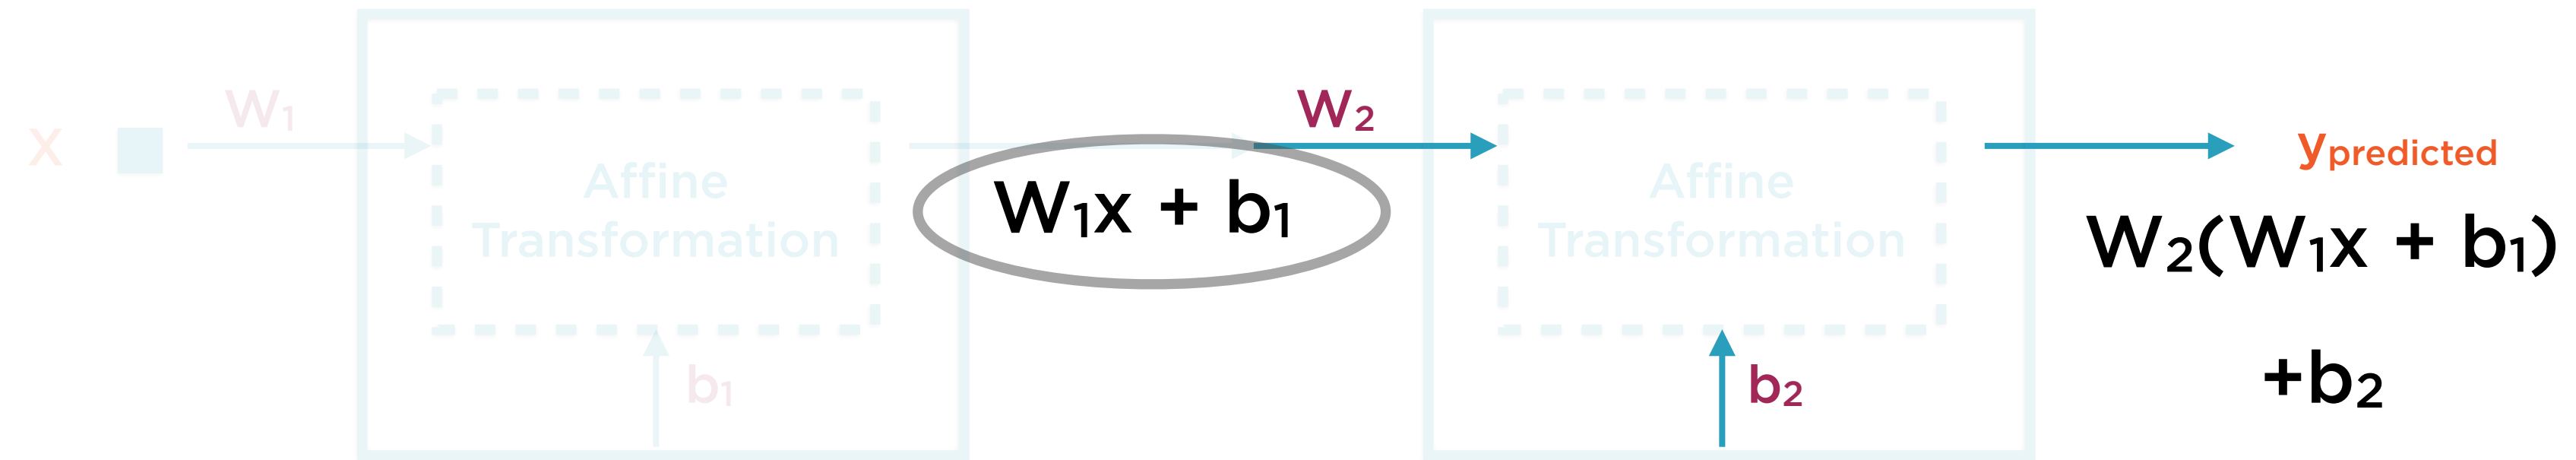 x
W₁
Affine
Transformation
b₁
W₁x + b₁
W₂
Affine
Transformation
b₂
ypredicted
W₂(W₁x + b₁)
+b₂